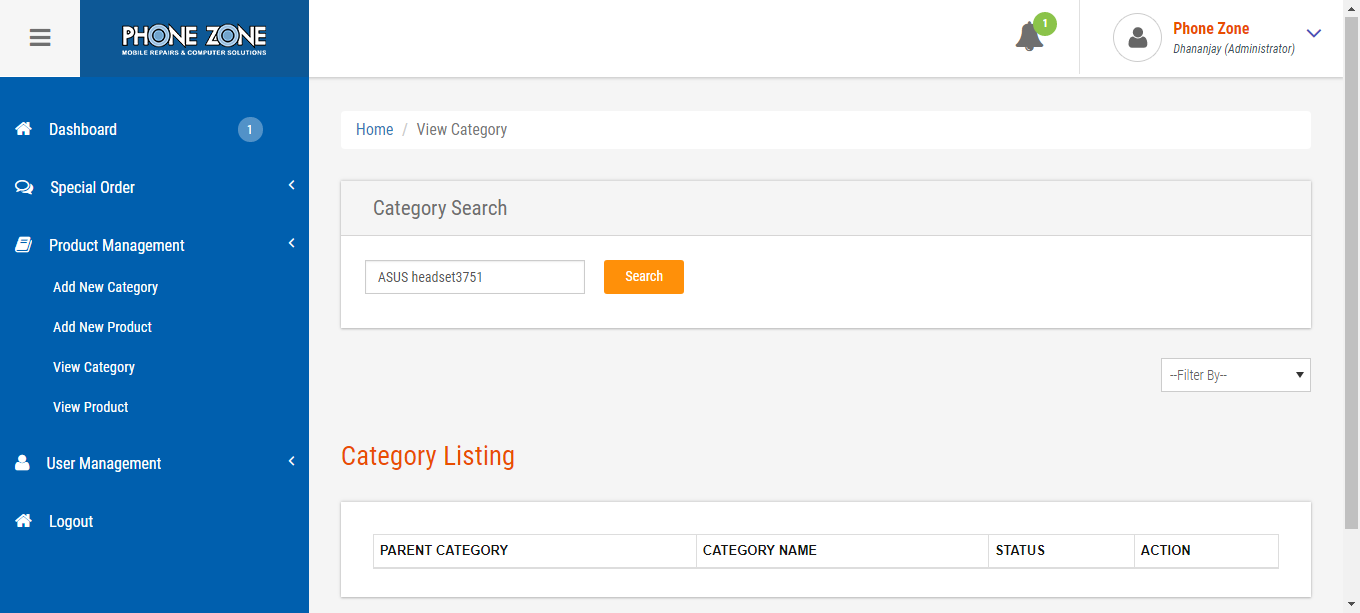 PHONE ZONE
MOBILE REPAIRS & COMPUTER SOLUTIONS
1
Phone Zone
Dhananjay (Administrator)
Dashboard 1
Special Order
Product Management
Add New Category
Add New Product
View Category
View Product
User Management
Logout
Home / View Category
Category Search
ASUS headset3751 Search
--Filter By--
Category Listing
PARENT CATEGORY CATEGORY NAME STATUS ACTION